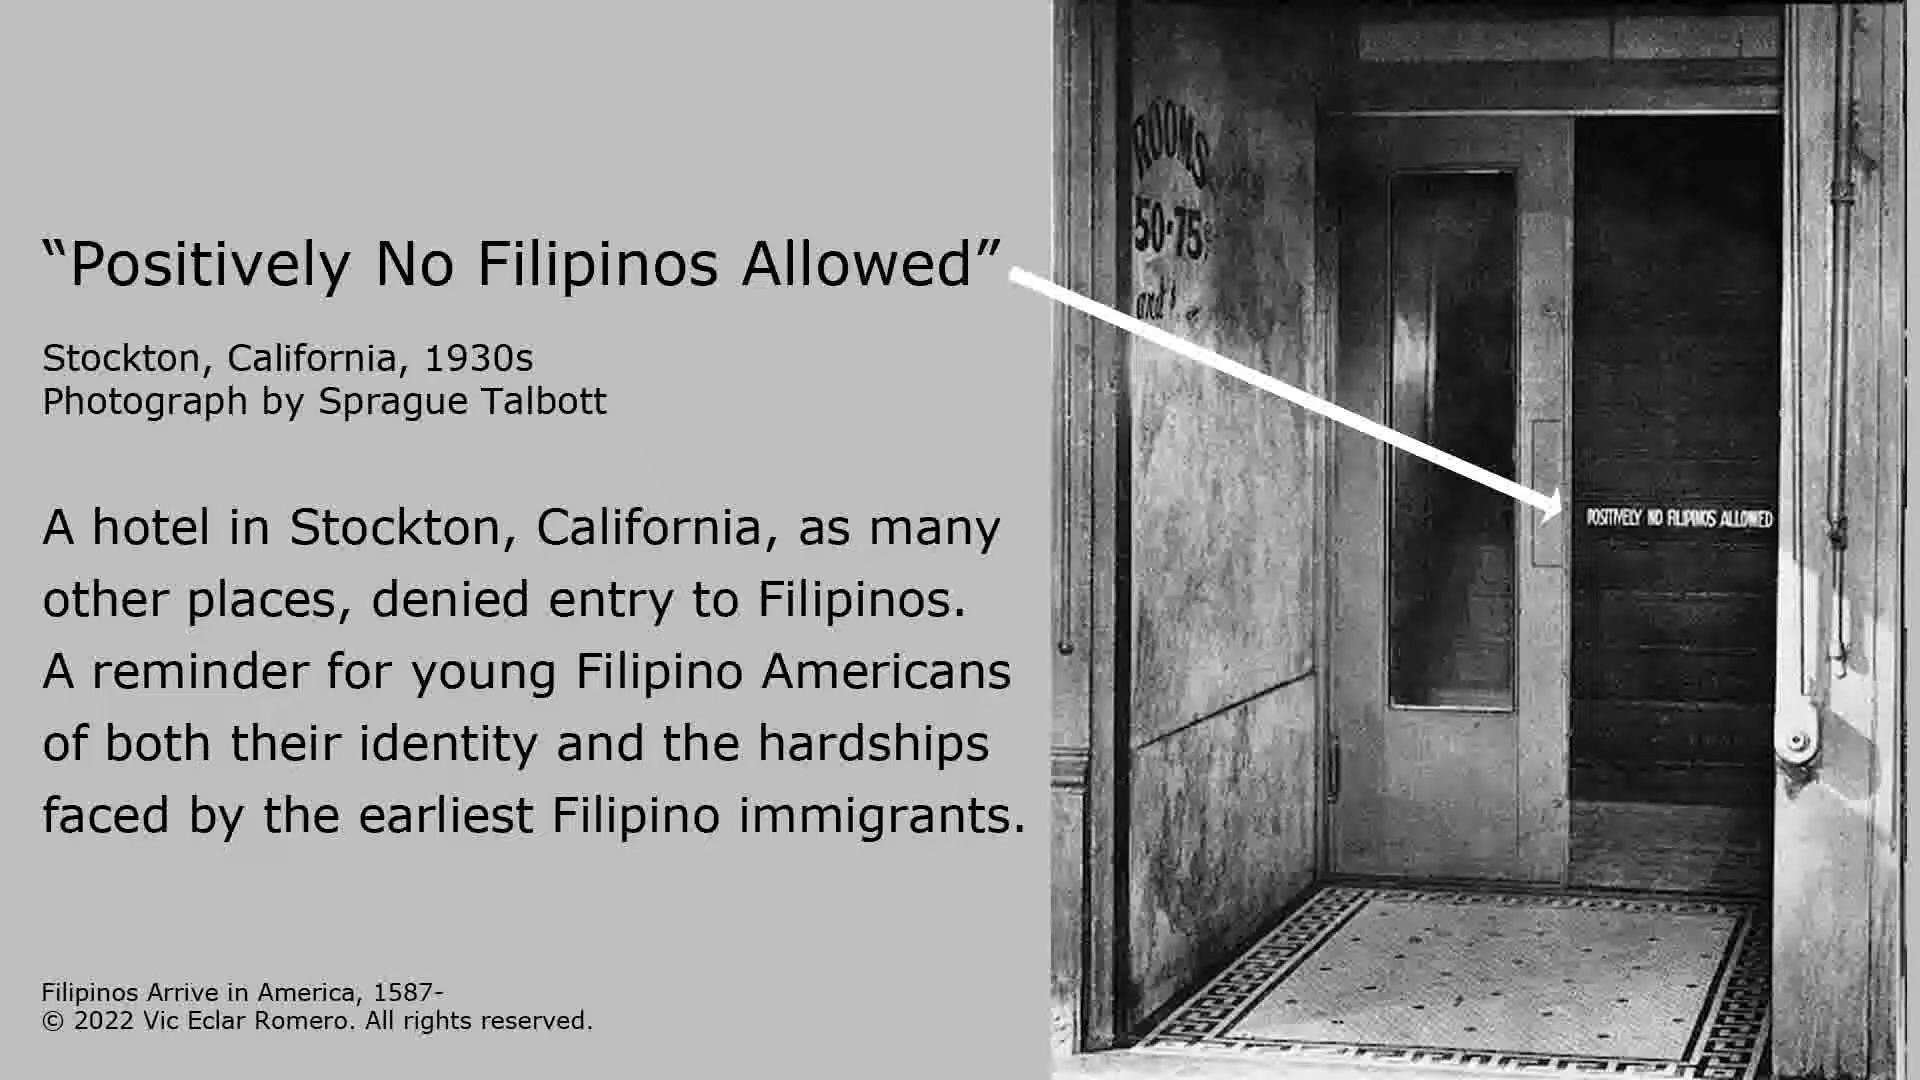 “Positively No Filipinos Allowed”
Stockton, California, 1930s
Photograph by Sprague Talbott
A hotel in Stockton, California, as many
other places, denied entry to Filipinos.
A reminder for young Filipino Americans
of both their identity and the hardships
faced by the earliest Filipino immigrants.
Filipinos Arrive in America, 1587-
© 2022 Vic Eclar Romero. All rights reserved.
ROOMS
50·75¢
and
POSITIVELY NO FILIPINOS ALLOWED